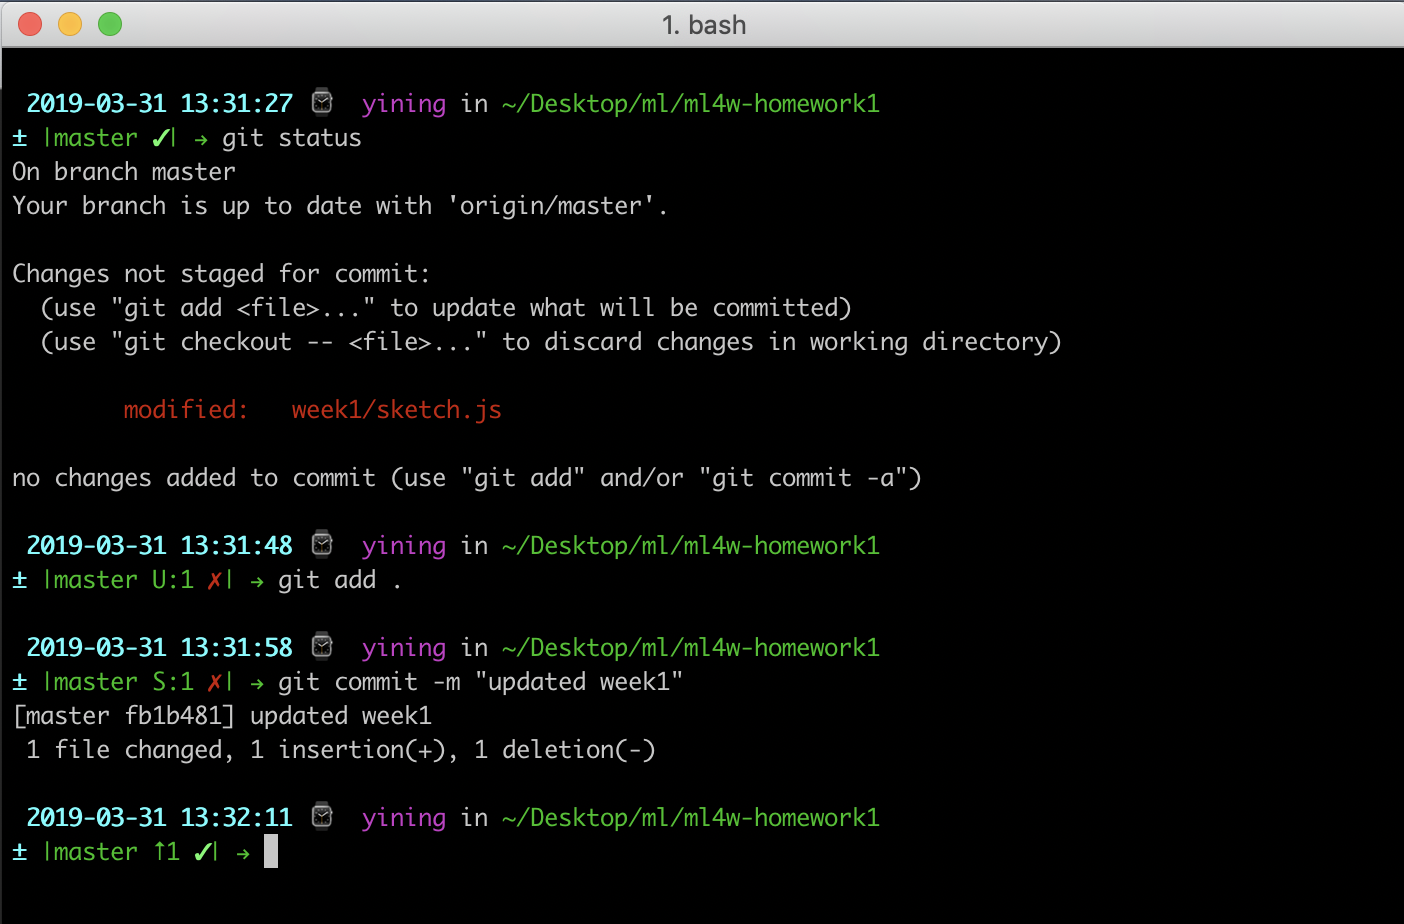 1. bash
2019-03-31 13:31:27 ⌚ yining in ~/Desktop/ml/ml4w-homework1
± |master ✓| → git status
On branch master
Your branch is up to date with 'origin/master'.
Changes not staged for commit:
(use "git add <file>..." to update what will be committed)
(use "git checkout -- <file>..." to discard changes in working directory)
modified: week1/sketch.js
no changes added to commit (use "git add" and/or "git commit -a")
2019-03-31 13:31:48 ⌚ yining in ~/Desktop/ml/ml4w-homework1
± |master U:1 ✗| → git add .
2019-03-31 13:31:58 ⌚ yining in ~/Desktop/ml/ml4w-homework1
± |master S:1 ✗| → git commit -m "updated week1"
[master fb1b481] updated week1
1 file changed, 1 insertion(+), 1 deletion(-)
2019-03-31 13:32:11 ⌚ yining in ~/Desktop/ml/ml4w-homework1
± |master ↑1 ✓| →